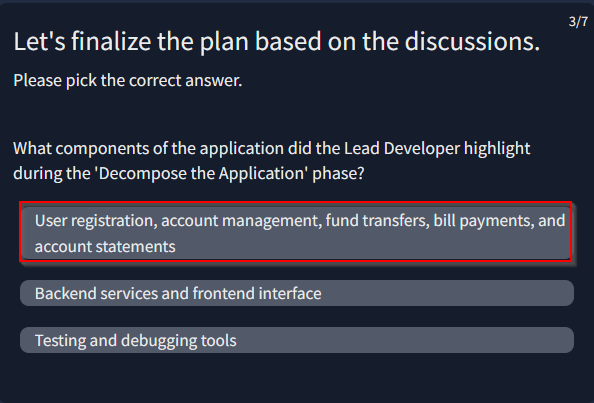 3/7
Let's finalize the plan based on the discussions.
Please pick the correct answer.
What components of the application did the Lead Developer highlight
during the 'Decompose the Application' phase?
User registration, account management, fund transfers, bill payments, and
account statements
Backend services and frontend interface
Testing and debugging tools